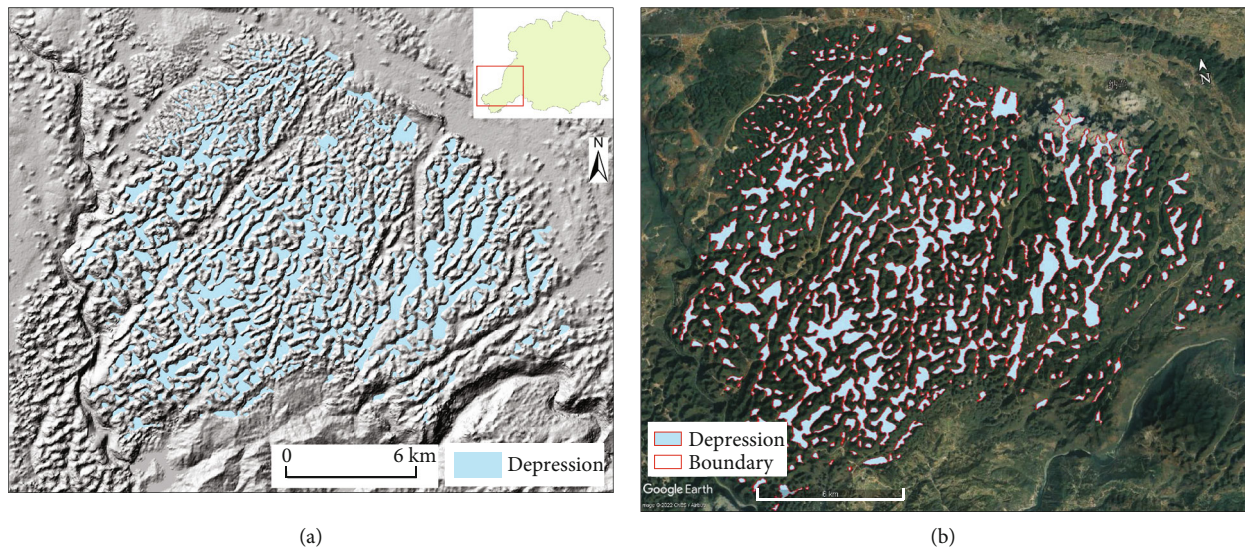 N
0 6 km
Depression
(a)
N
Depression
Boundary
Google Earth
6 km
(b)